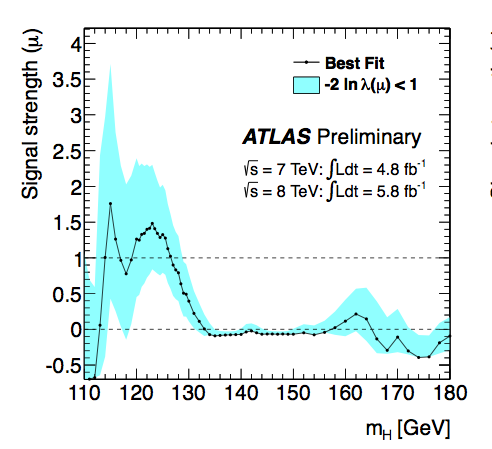 Signal strength (μ)
4
3.5
3
2.5
2
1.5
1
0.5
0
-0.5
Best Fit
-2 ln λ(μ) < 1
ATLAS Preliminary
√s = 7 TeV: ∫Ldt = 4.8 fb⁻¹
√s = 8 TeV: ∫Ldt = 5.8 fb⁻¹
110 120 130 140 150 160 170 180
m_H [GeV]